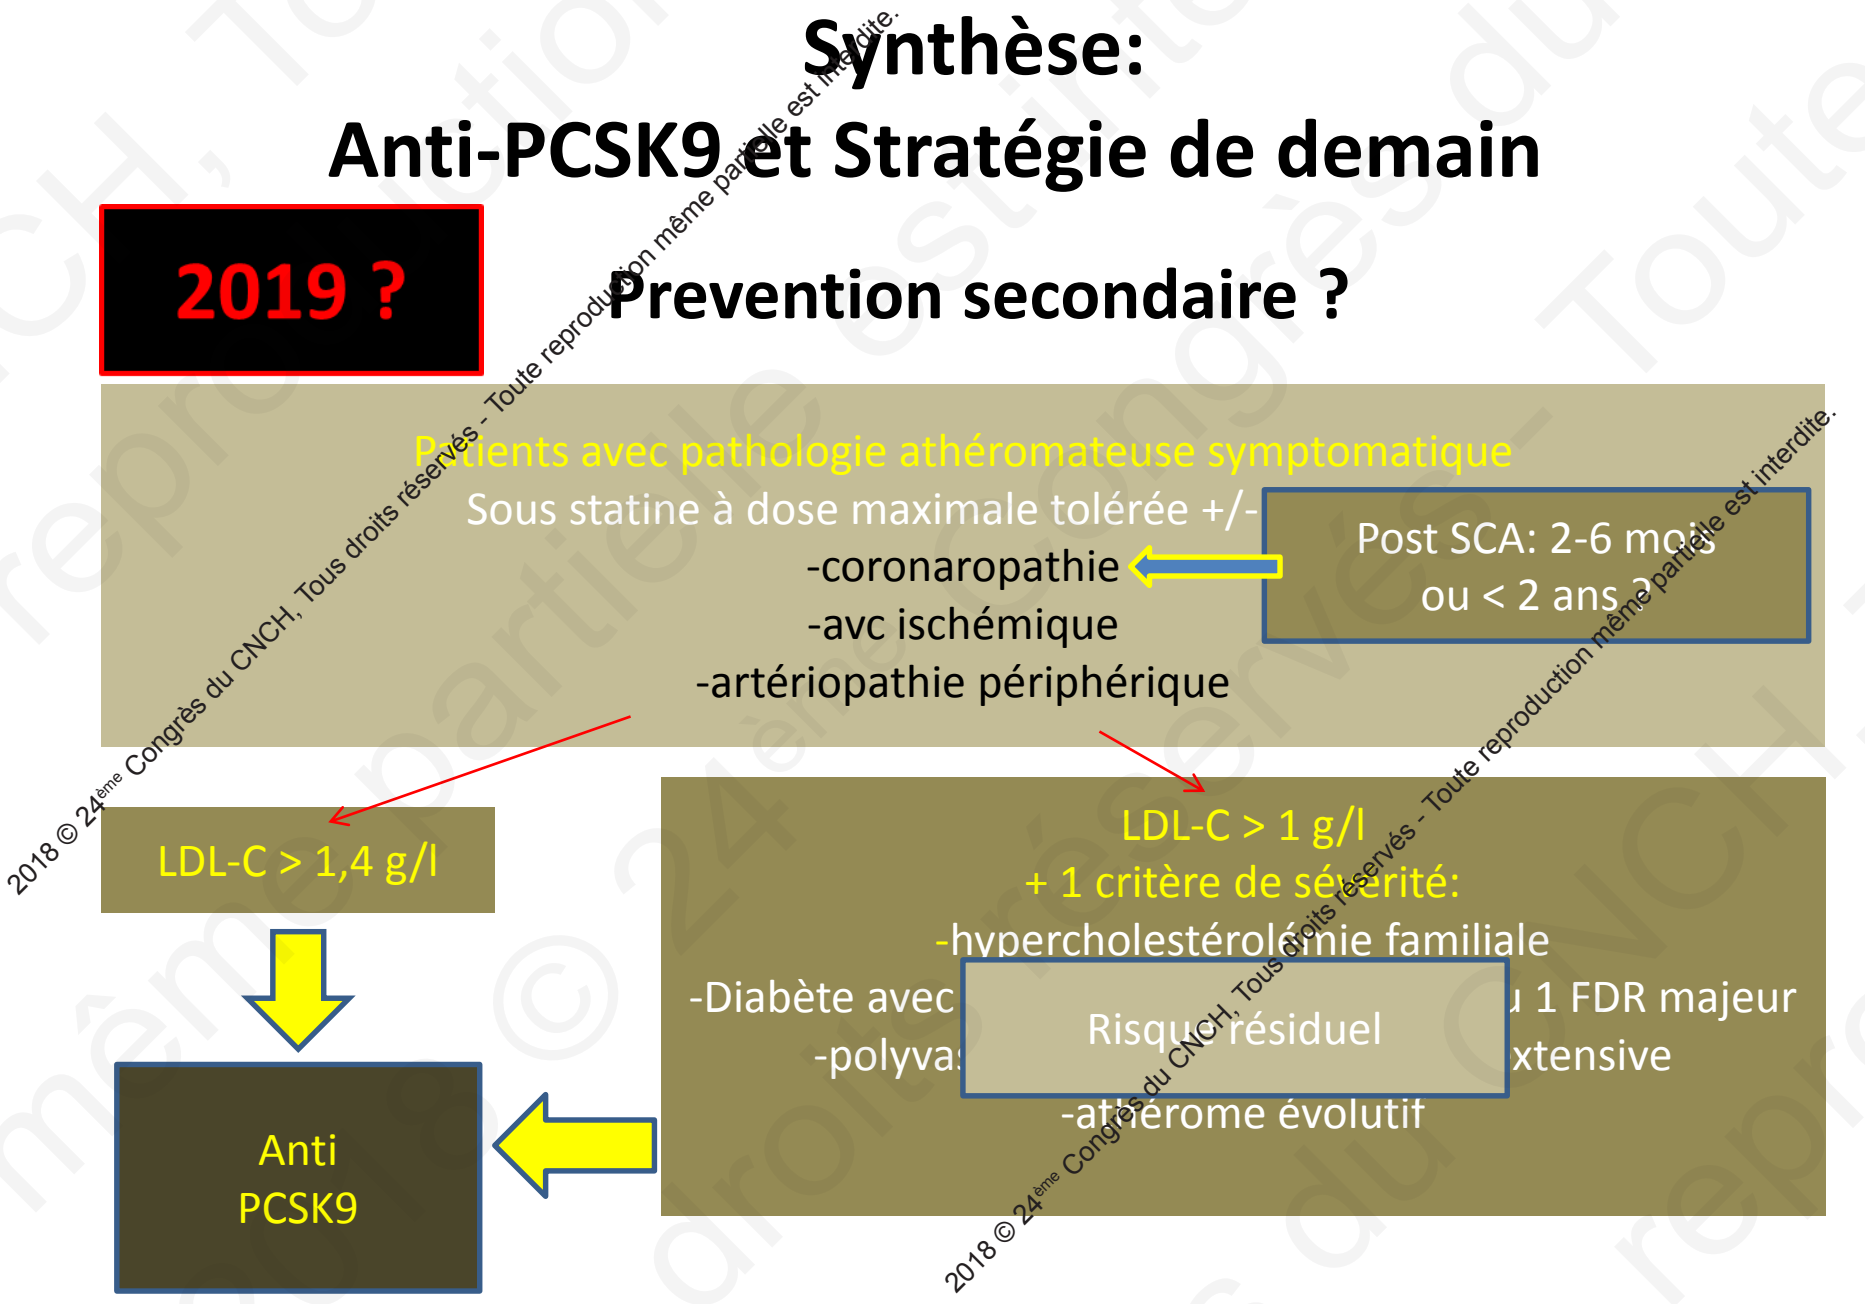 Synthèse:
Anti-PCSK9 et Stratégie de demain
2019 ?
Prevention secondaire ?
Patients avec pathologie athéromateuse symptomatique
Sous statine à dose maximale tolérée +/-
-coronaropathie
-avc ischémique
-artériopathie périphérique
Post SCA: 2-6 mois
ou < 2 ans ?
LDL-C > 1,4 g/l
LDL-C > 1 g/l
+ 1 critère de sévérité:
-hypercholestérolémie familiale
-Diabète avec
1 FDR majeur
Risque résiduel
-athérome évolutif
Anti
PCSK9
2018 © 24ème Congrès du CNCH, Tous droits réservés - Toute reproduction même partielle est interdite.
2018 © 24ème Congrès du CNCH, Tous droits réservés - Toute reproduction même partielle est interdite.